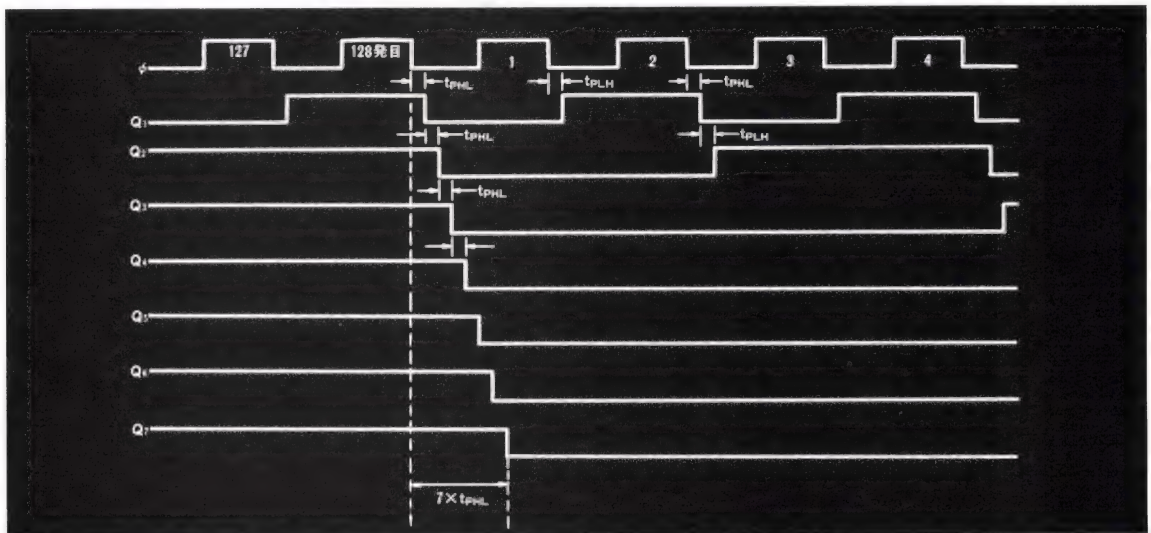 127 128発目 1 2 3 4
φ
tPHL tPLH tPHL
Q1
tPHL tPLH
Q2
tPHL
Q3
Q4
Q5
Q6
Q7
7×tPHL